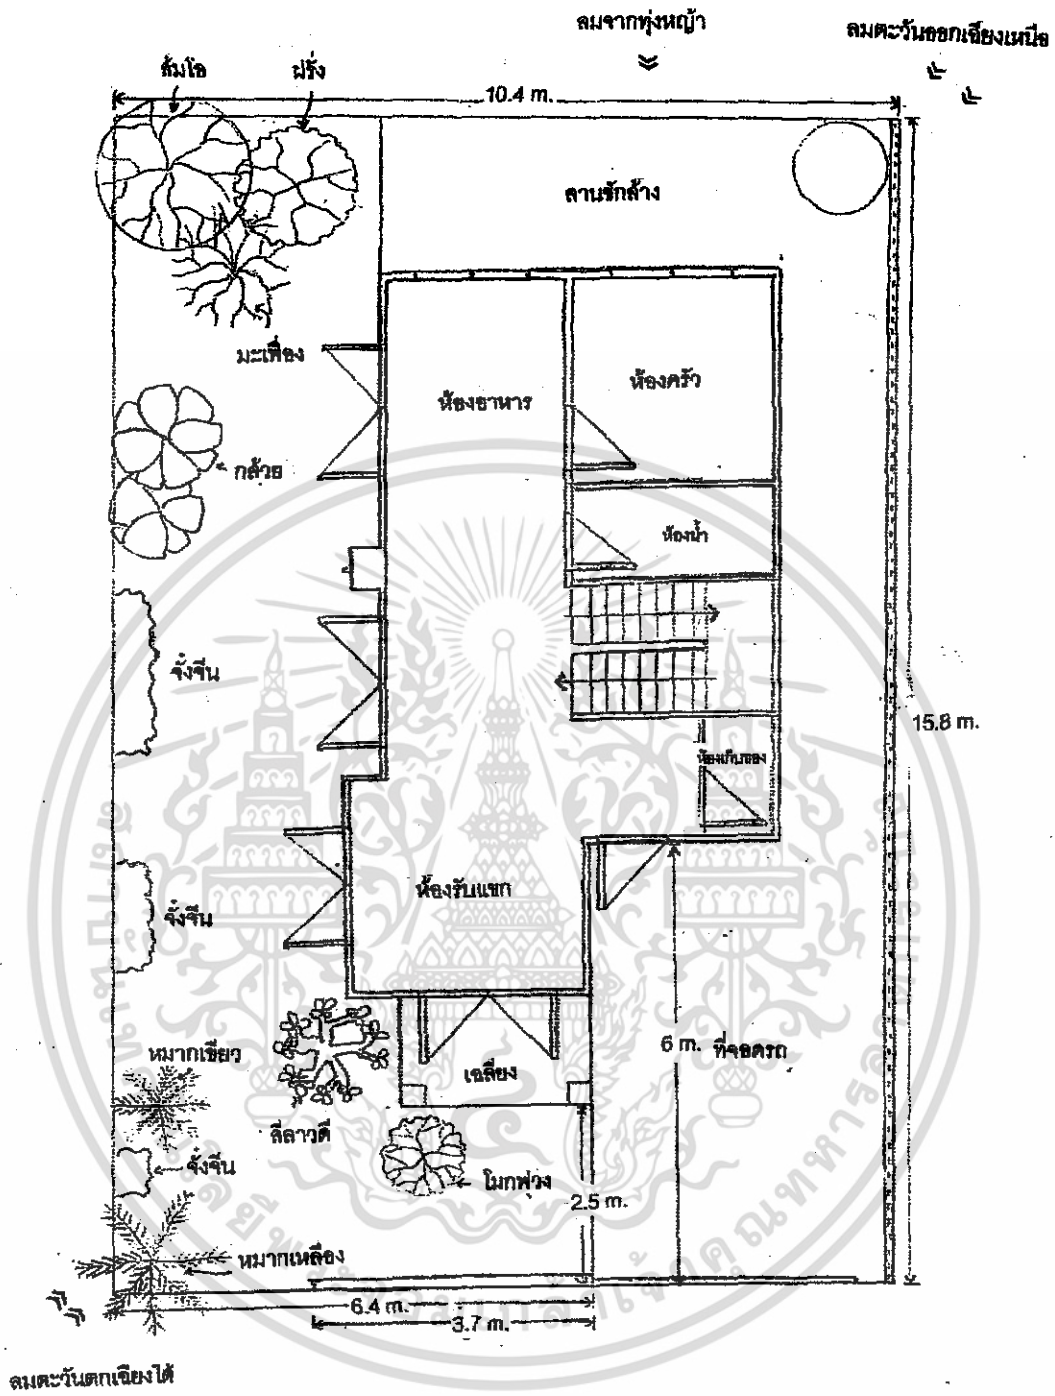 ลมจากทุ่งหญ้า
ลมตะวันออกเฉียงเหนือ
ส้มโอ
ฝรั่ง
10.4 m.
ลานซักล้าง
มะเฟือง
ห้องอาหาร
ห้องครัว
กล้วย
ห้องน้ำ
จั๋งจีน
15.8 m.
ห้องเก็บของ
ห้องรับแขก
จั๋งจีน
หมากเขียว
6 m. ที่จอดรถ
เฉลียง
ลีลาวดี
จั๋งจีน
โมกพวง
2.5 m.
หมากเหลือง
6.4 m.
3.7 m.
ลมตะวันตกเฉียงใต้